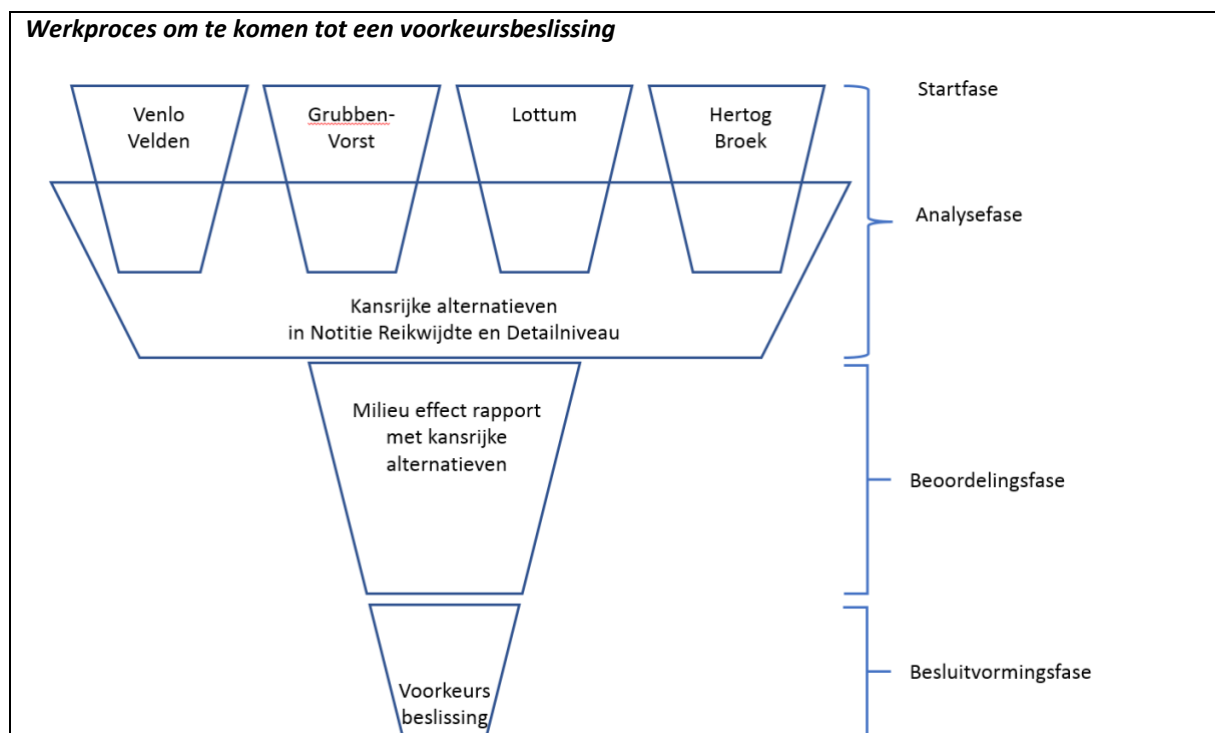 Werkproces om te komen tot een voorkeursbeslissing
Startfase
Venlo
Velden
Grubben-
Vorst
Lottum
Hertog
Broek
Analysefase
Kansrijke alternatieven
in Notitie Reikwijdte en Detailniveau
Milieu effect rapport
met kansrijke
alternatieven
Beoordelingsfase
Besluitvormingsfase
Voorkeurs
beslissing